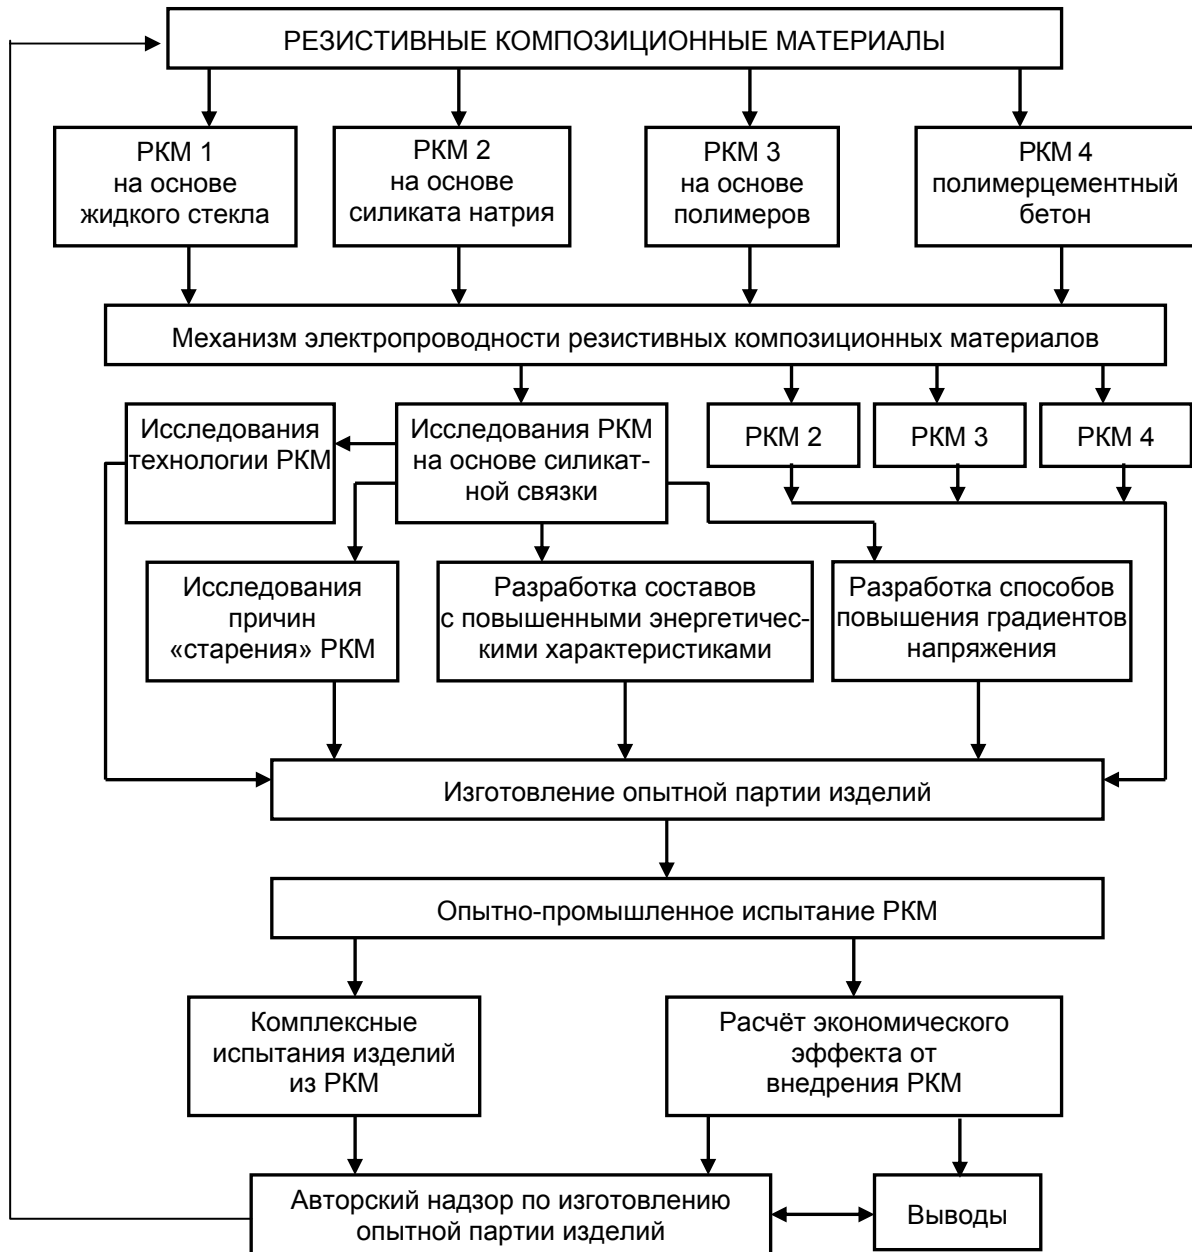 РЕЗИСТИВНЫЕ КОМПОЗИЦИОННЫЕ МАТЕРИАЛЫ
РКМ 1
на основе
жидкого стекла
РКМ 2
на основе
силиката натрия
РКМ 3
на основе
полимеров
РКМ 4
полимерцементный
бетон
Механизм электропроводности резистивных композиционных материалов
Исследования
технологии РКМ
Исследования РКМ
на основе силикат-
ной связки
РКМ 2
РКМ 3
РКМ 4
Исследования
причин
«старения» РКМ
Разработка составов
с повышенными энергетичес-
кими характеристиками
Разработка способов
повышения градиентов
напряжения
Изготовление опытной партии изделий
Опытно-промышленное испытание РКМ
Комплексные
испытания изделий
из РКМ
Расчёт экономического
эффекта от
внедрения РКМ
Авторский надзор по изготовлению
опытной партии изделий
Выводы